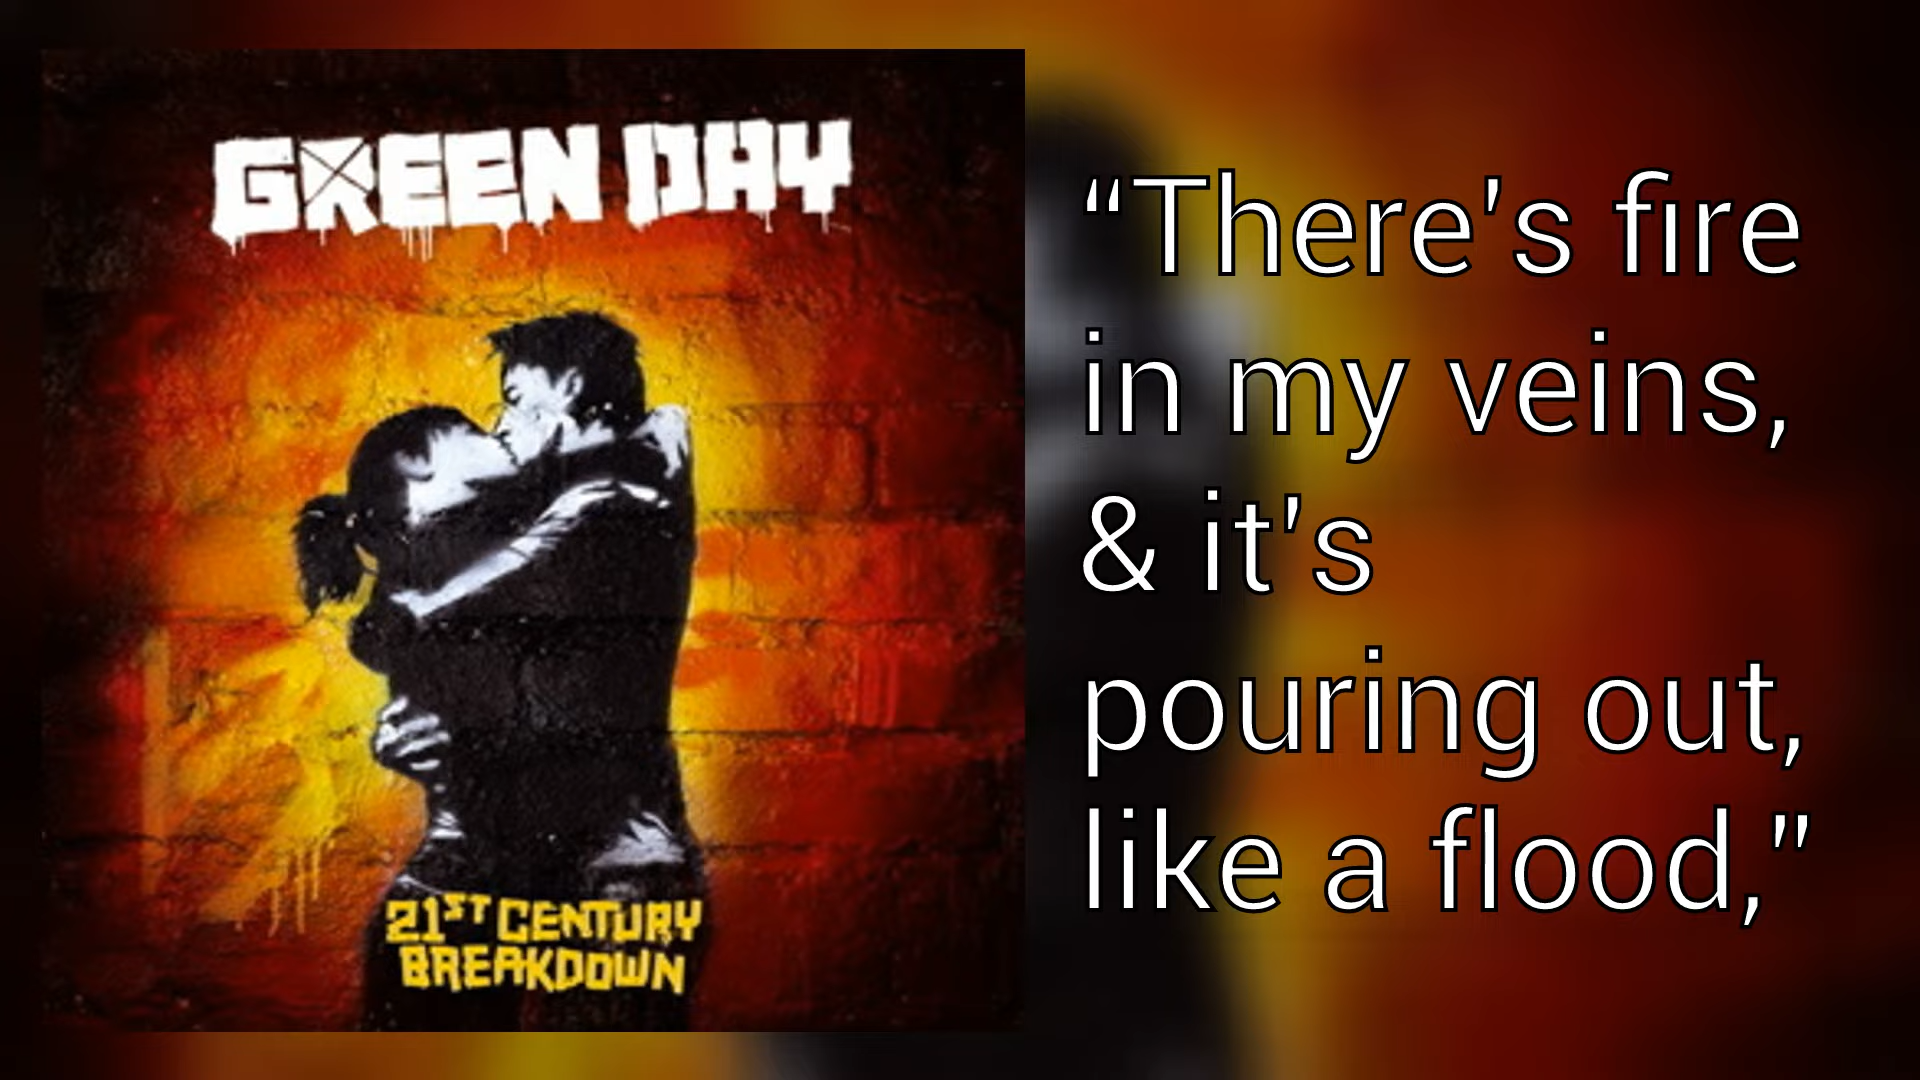 GREEN DAY
21ST CENTURY
BREAKDOWN
“There's fire
in my veins,
& it's
pouring out,
like a flood,”